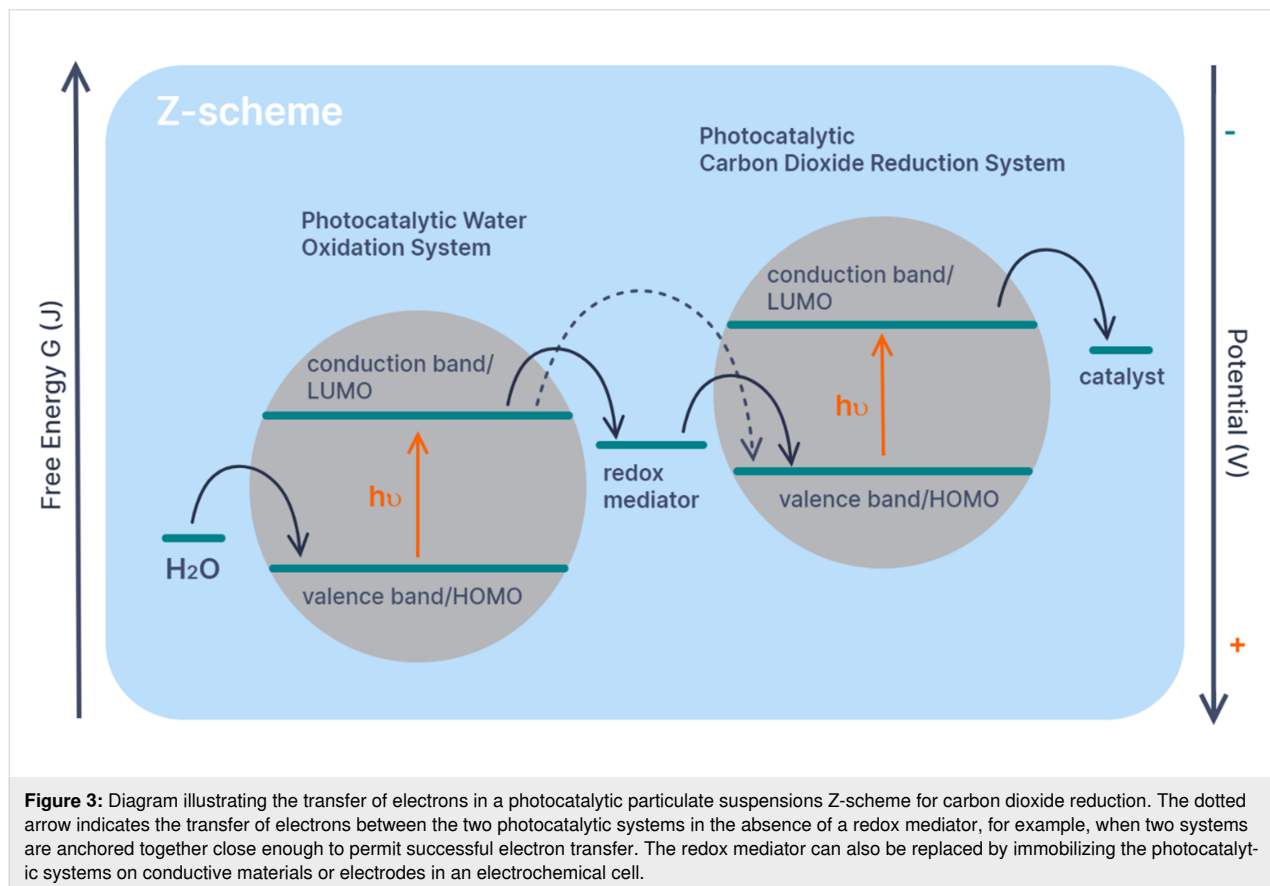 Z-scheme
Photocatalytic
Carbon Dioxide Reduction System
Photocatalytic Water
Oxidation System
Free Energy G (J)
conduction band/
LUMO
hυ
valence band/HOMO
H₂O
redox
mediator
conduction band/
LUMO
hυ
valence band/HOMO
catalyst
-
Potential (V)
+
Figure 3: Diagram illustrating the transfer of electrons in a photocatalytic particulate suspensions Z-scheme for carbon dioxide reduction. The dotted
arrow indicates the transfer of electrons between the two photocatalytic systems in the absence of a redox mediator, for example, when two systems
are anchored together close enough to permit successful electron transfer. The redox mediator can also be replaced by immobilizing the photocatalyt-
ic systems on conductive materials or electrodes in an electrochemical cell.